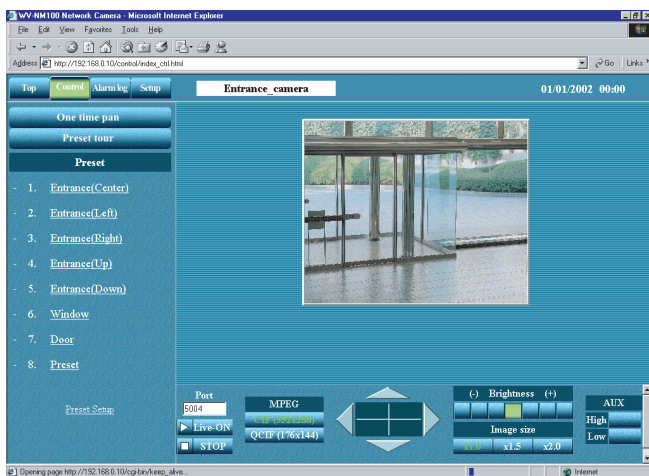 WV-NM100 Network Camera - Microsoft Internet Explorer
File Edit View Favorites Tools Help
Address http://192.168.0.10/control/index_ctrl.html Go Links
Top Control Alarm log Setup Entrance_camera 01/01/2002 00:00
One time pan
Preset tour
Preset
- 1. Entrance(Center)
- 2. Entrance(Left)
- 3. Entrance(Right)
- 4. Entrance(Up)
- 5. Entrance(Down)
- 6. Window
- 7. Door
- 8. Preset
Preset Setup
Port
5004
Live-ON
STOP
MPEG
CIF (352x288)
QCIF (176x144)
(-) Brightness (+)
Image size
x1.0 x1.5 x2.0
AUX
High
Low
Opening page http://192.168.0.10/cgi-bin/keep_alive... Internet